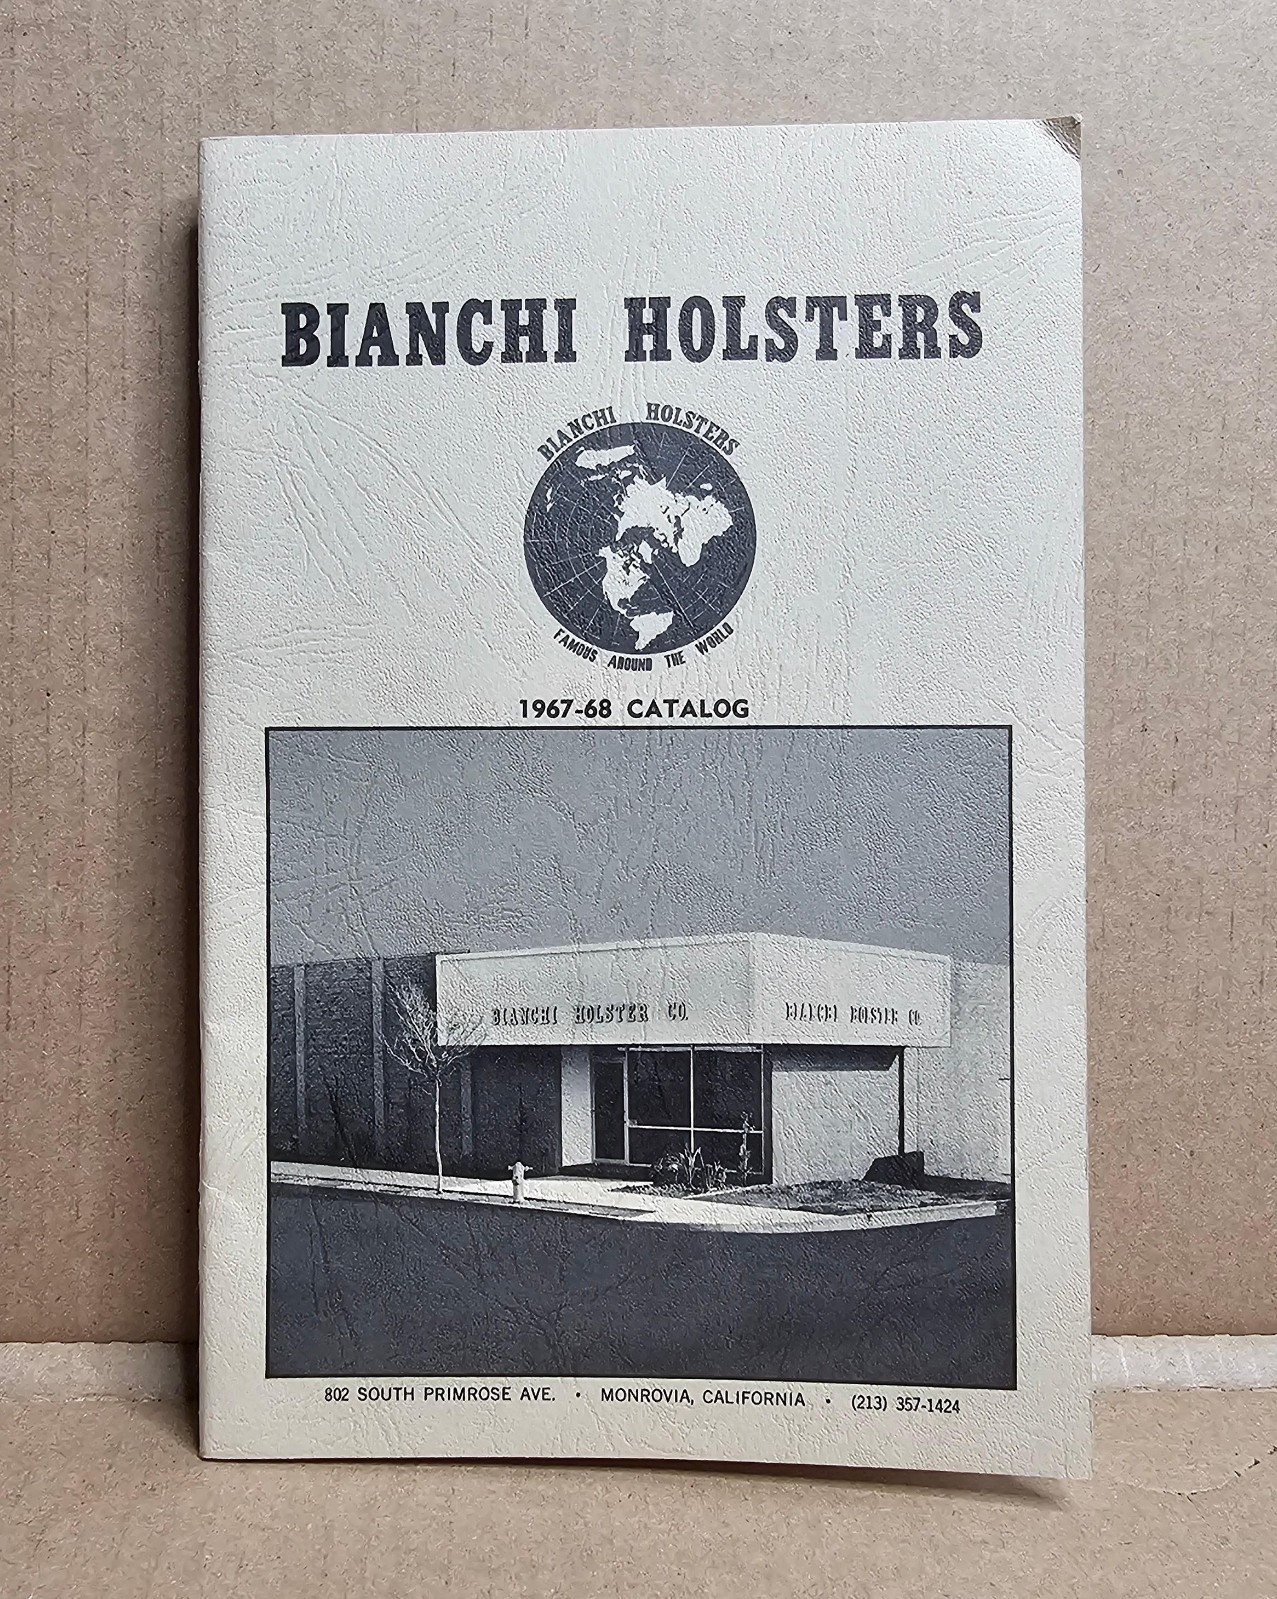 BIANCHI HOLSTERS
BIANCHI HOLSTERS
FAMOUS AROUND THE WORLD
1967-68 CATALOG
BIANCHI HOLSTER CO.
BIANCHI HOLSTER CO.
802 SOUTH PRIMROSE AVE. • MONROVIA, CALIFORNIA • (213) 357-1424